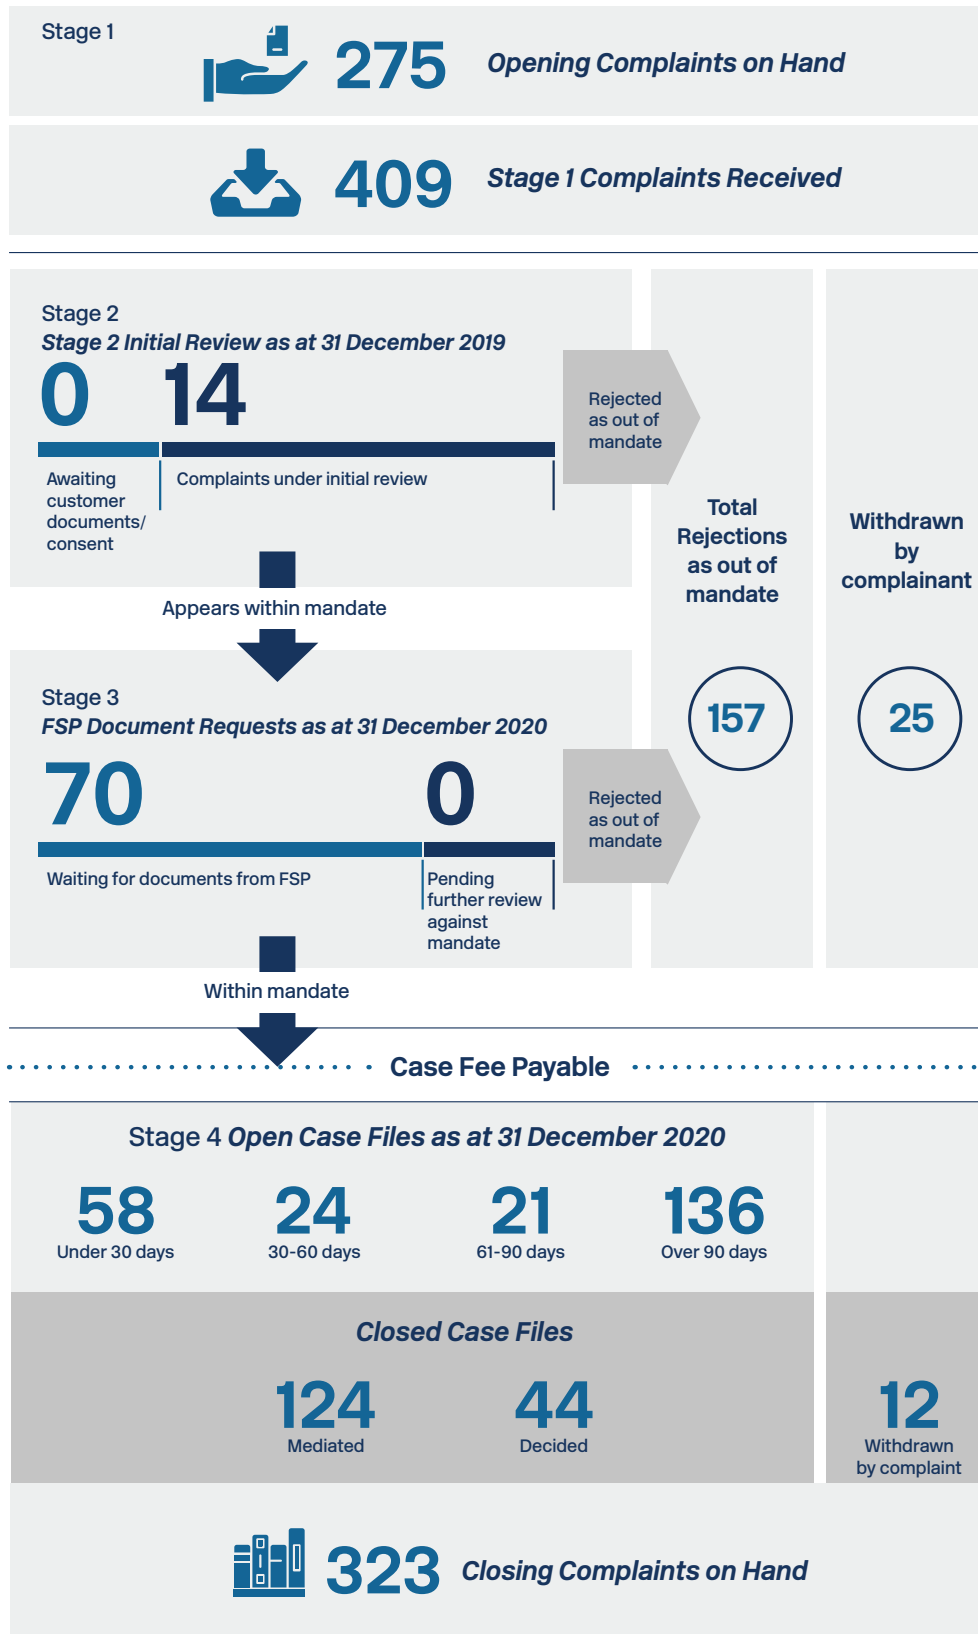 Stage 1
275 Opening Complaints on Hand
409 Stage 1 Complaints Received
Stage 2
Stage 2 Initial Review as at 31 December 2019
0 14
Awaiting
customer
documents/
consent
Complaints under initial review
Rejected
as out of
mandate
Appears within mandate
Stage 3
FSP Document Requests as at 31 December 2020
70 0
Waiting for documents from FSP
Pending
further review
against
mandate
Rejected
as out of
mandate
Within mandate
Total
Rejections
as out of
mandate
157
Withdrawn
by
complainant
25
Case Fee Payable
Stage 4 Open Case Files as at 31 December 2020
58 24 21 136
Under 30 days 30-60 days 61-90 days Over 90 days
Closed Case Files
124 44
Mediated Decided
12
Withdrawn
by complaint
323 Closing Complaints on Hand